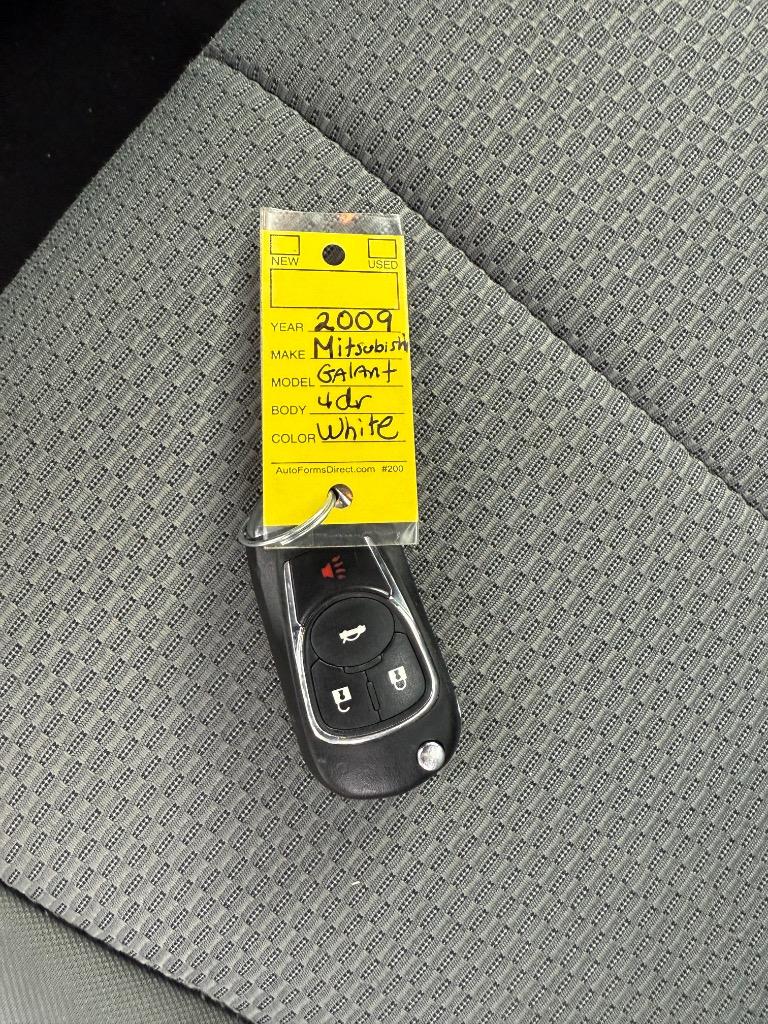 NEW USED
YEAR 2009
MAKE Mitsubishi
MODEL GAlAnt
BODY 4dr
COLOR White
AutoFormsDirect.com #200